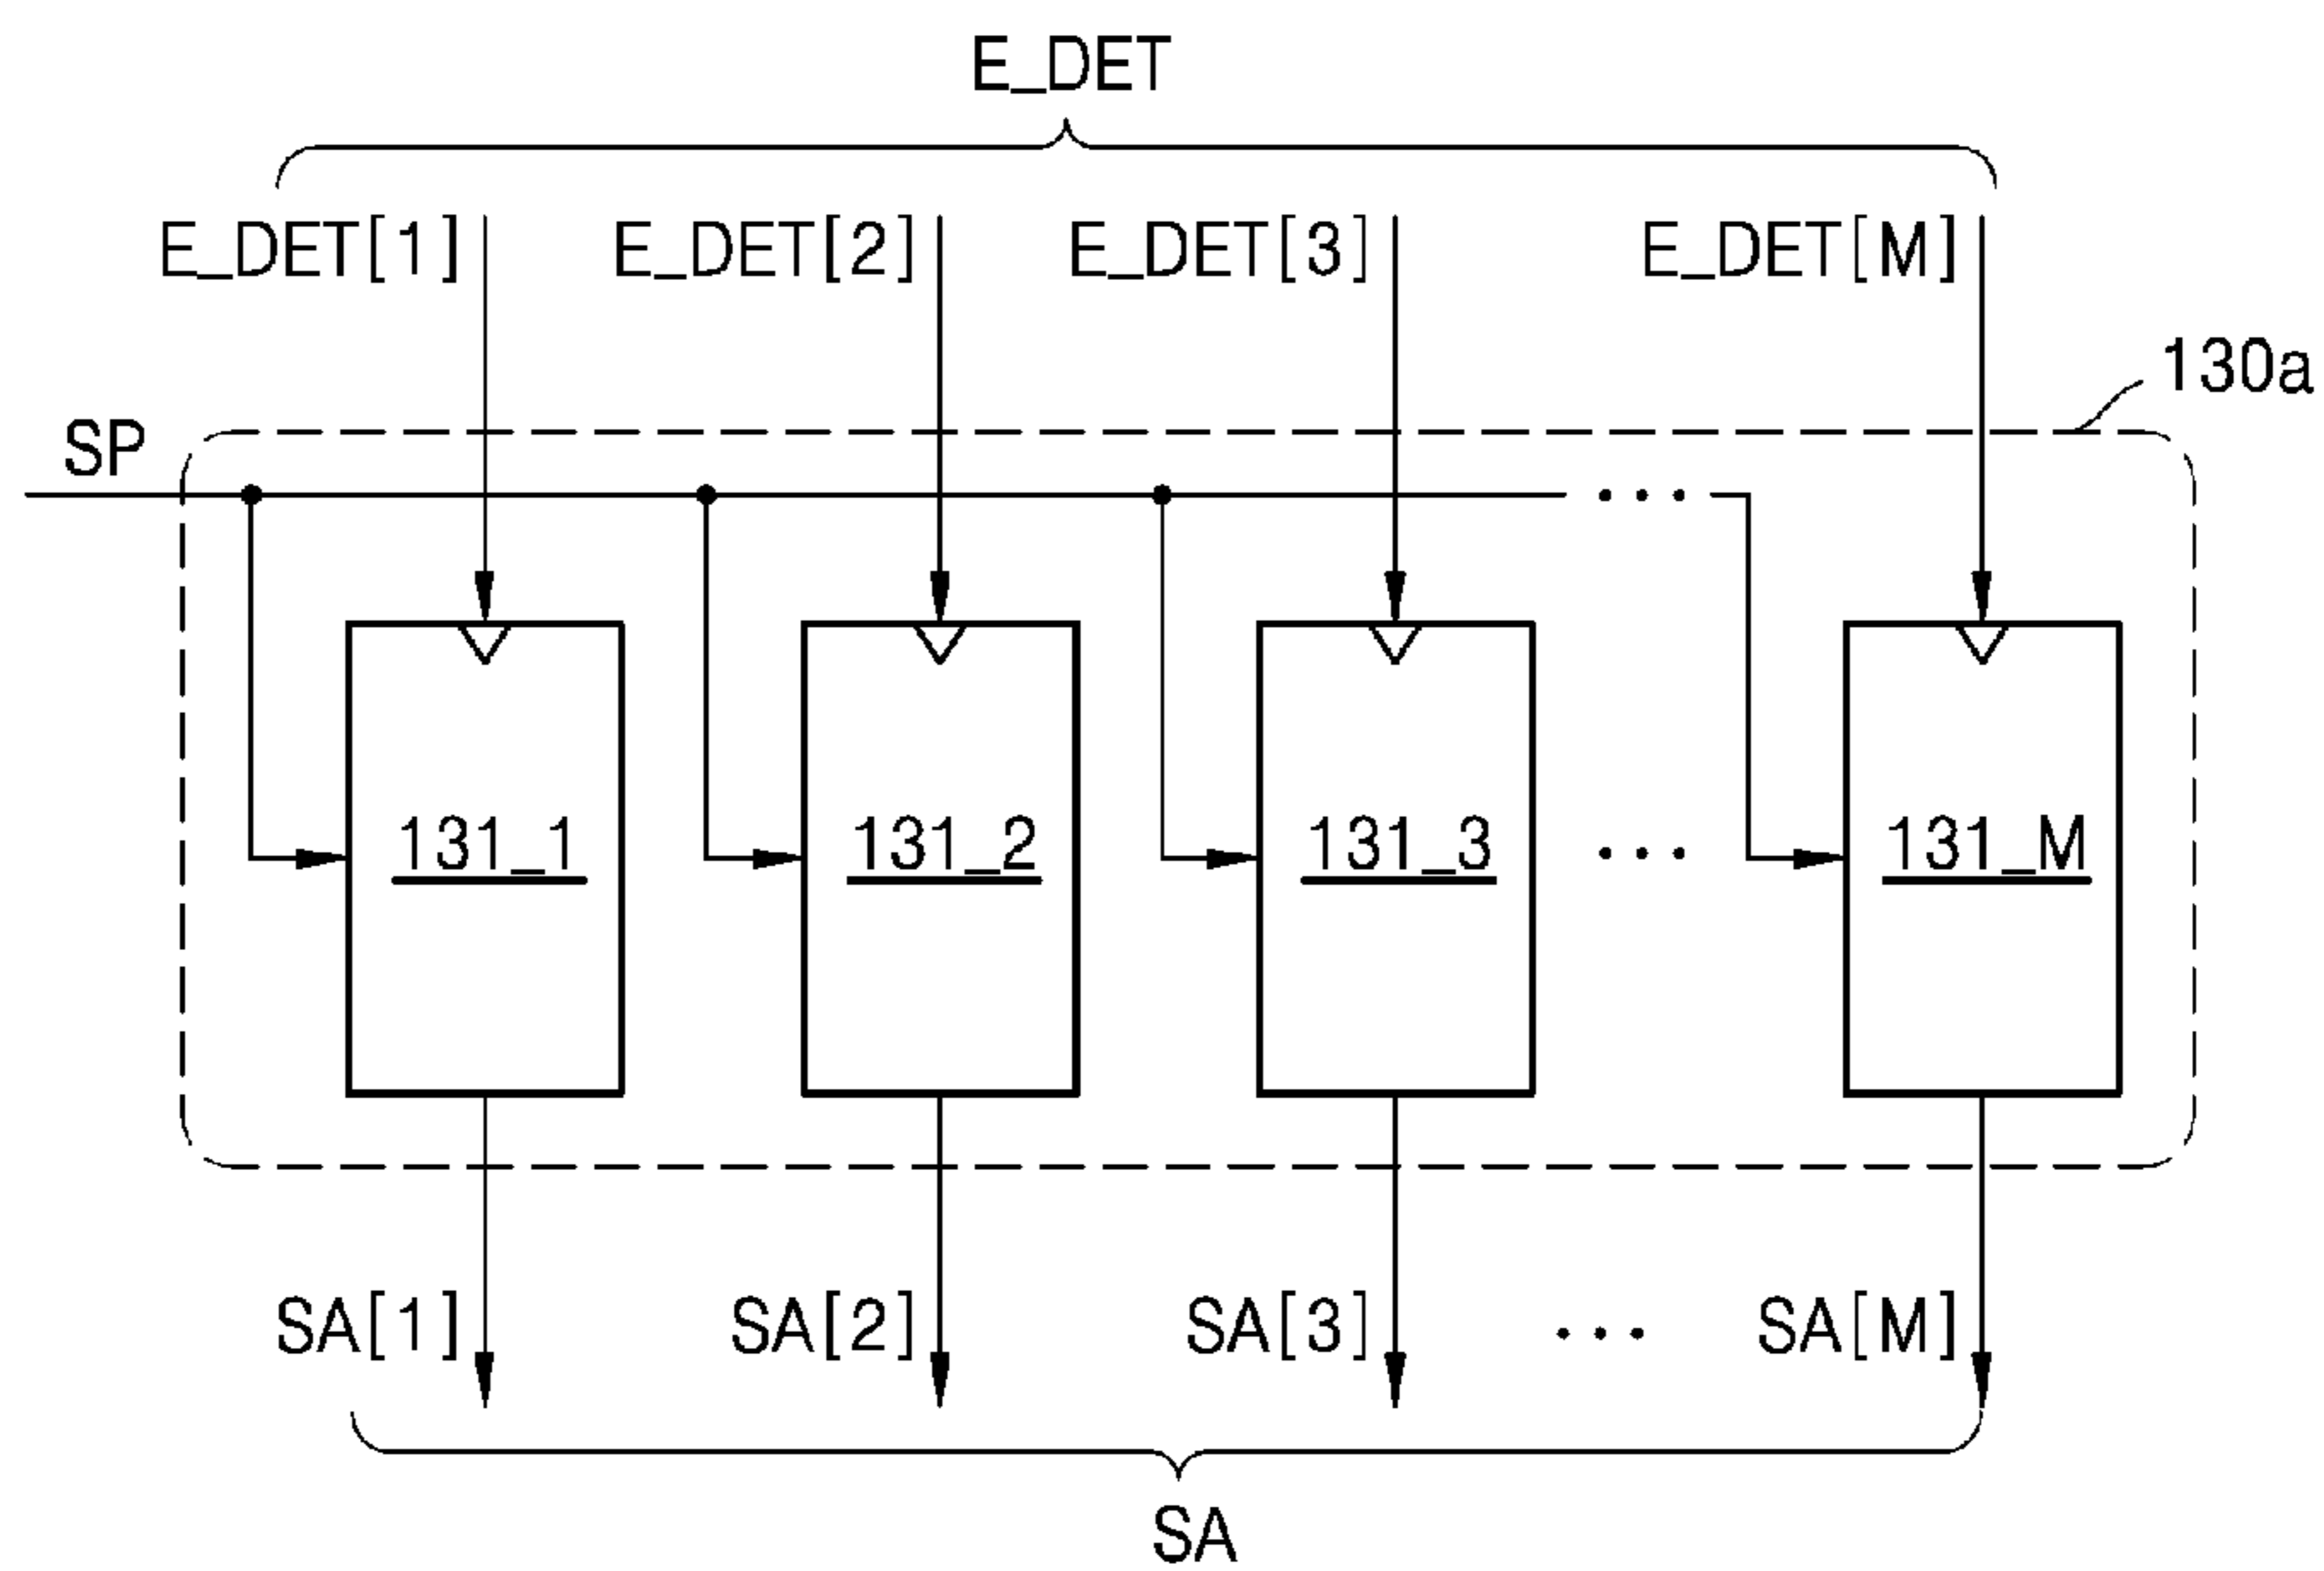 E_DET
E_DET[1] E_DET[2] E_DET[3] E_DET[M]
130a
SP
...
131_1 131_2 131_3 ... 131_M
SA[1] SA[2] SA[3] ... SA[M]
SA